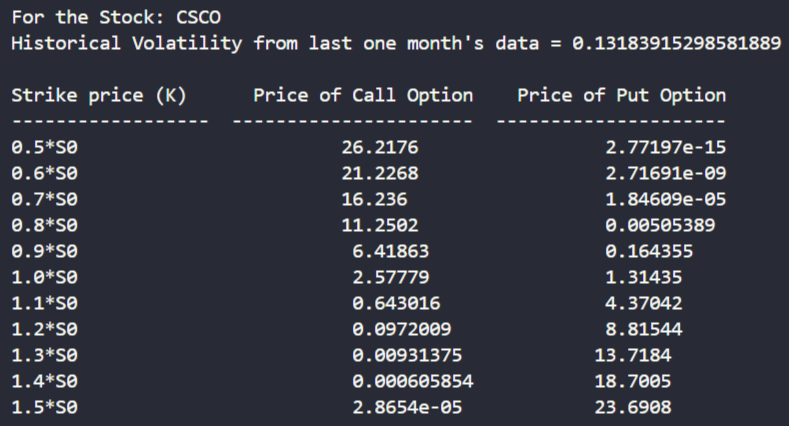 For the Stock: CSCO
Historical Volatility from last one month's data = 0.13183915298581889
Strike price (K) Price of Call Option Price of Put Option
------------------ ---------------------- ---------------------
0.5*S0 26.2176 2.77197e-15
0.6*S0 21.2268 2.71691e-09
0.7*S0 16.236 1.84609e-05
0.8*S0 11.2502 0.00505389
0.9*S0 6.41863 0.164355
1.0*S0 2.57779 1.31435
1.1*S0 0.643016 4.37042
1.2*S0 0.0972009 8.81544
1.3*S0 0.00931375 13.7184
1.4*S0 0.000605854 18.7005
1.5*S0 2.8654e-05 23.6908